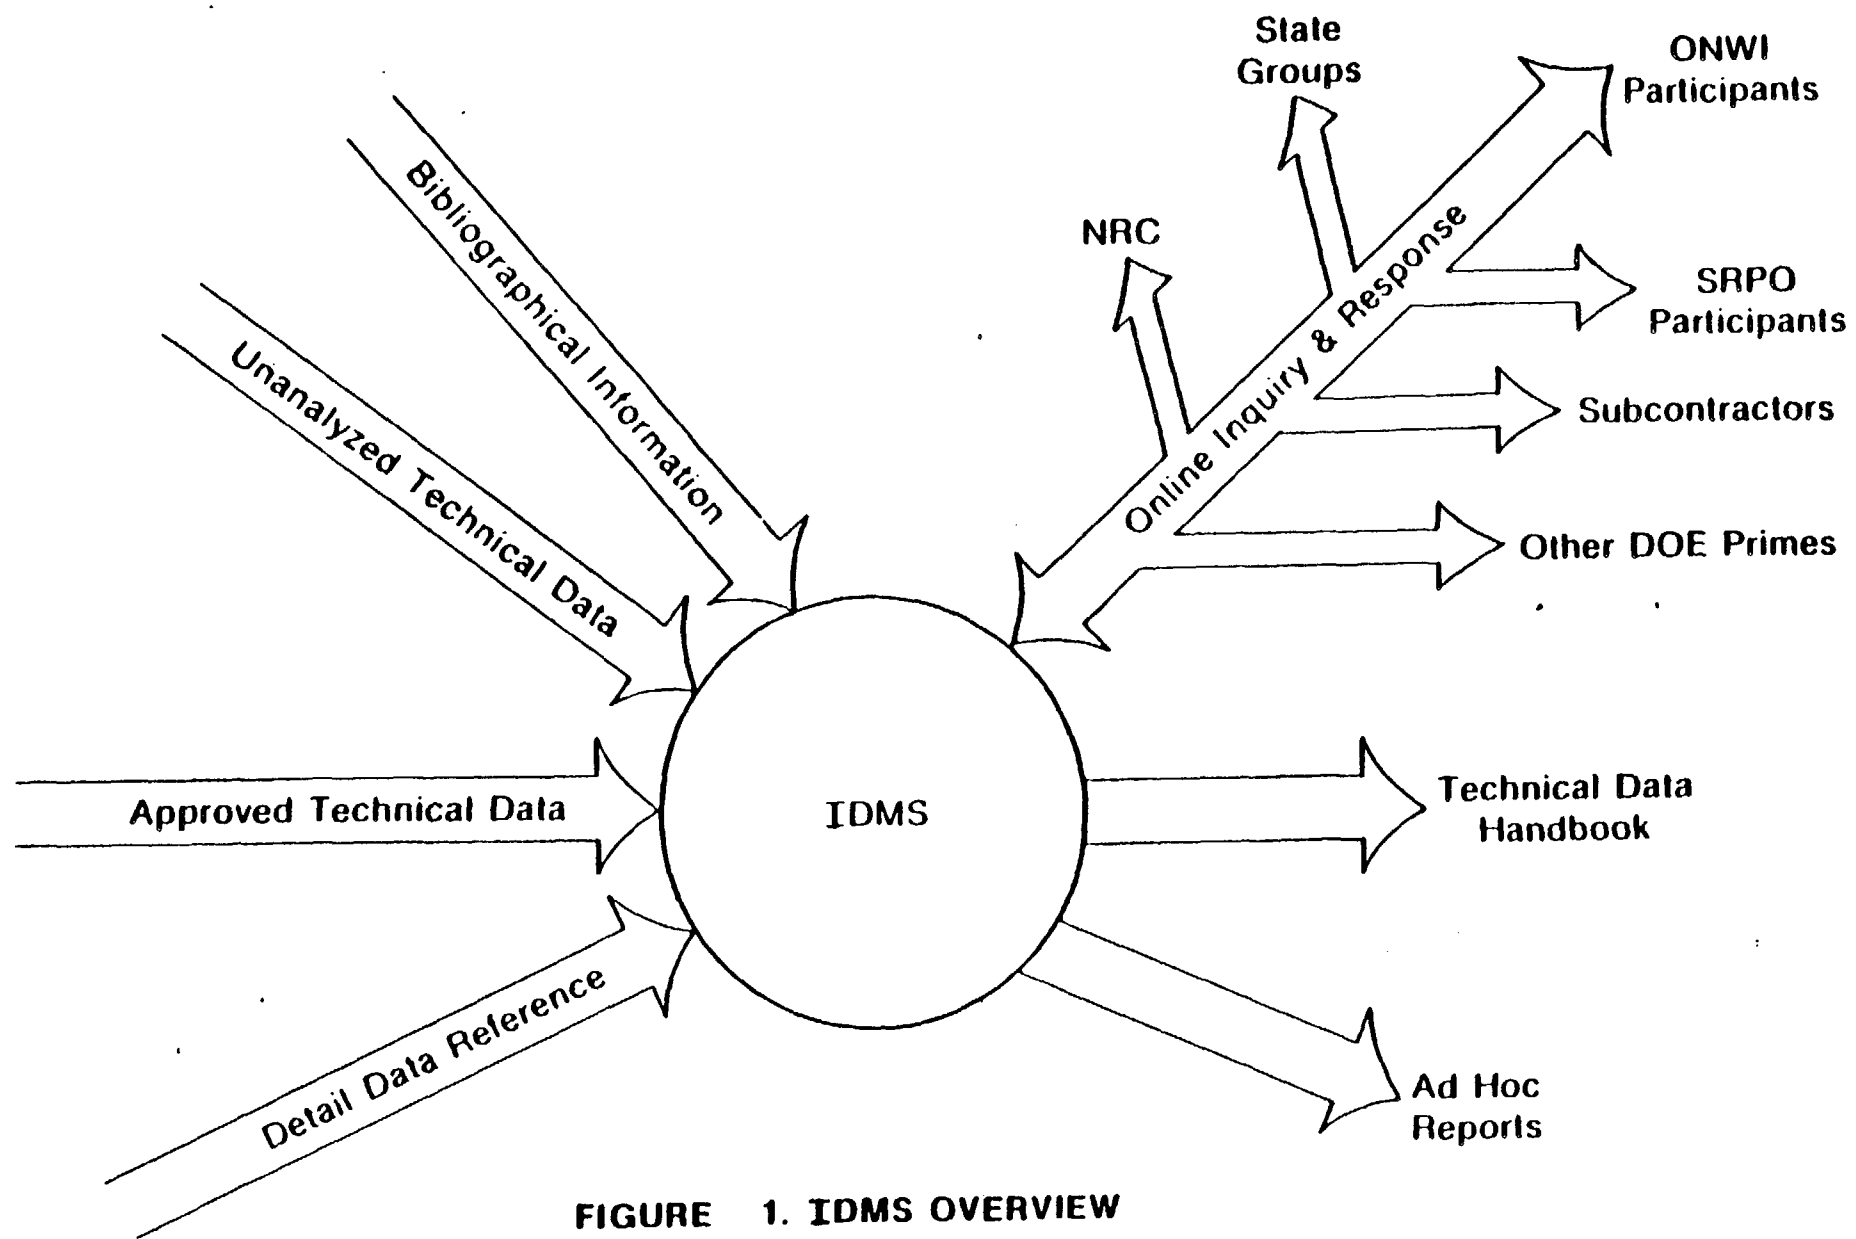 State
Groups
ONWI
Participants
NRC
SRPO
Participants
Subcontractors
Other DOE Primes
Online Inquiry & Response
Bibliographical Information
Unanalyzed Technical Data
Approved Technical Data
Detail Data Reference
IDMS
Technical Data
Handbook
Ad Hoc
Reports
FIGURE 1. IDMS OVERVIEW